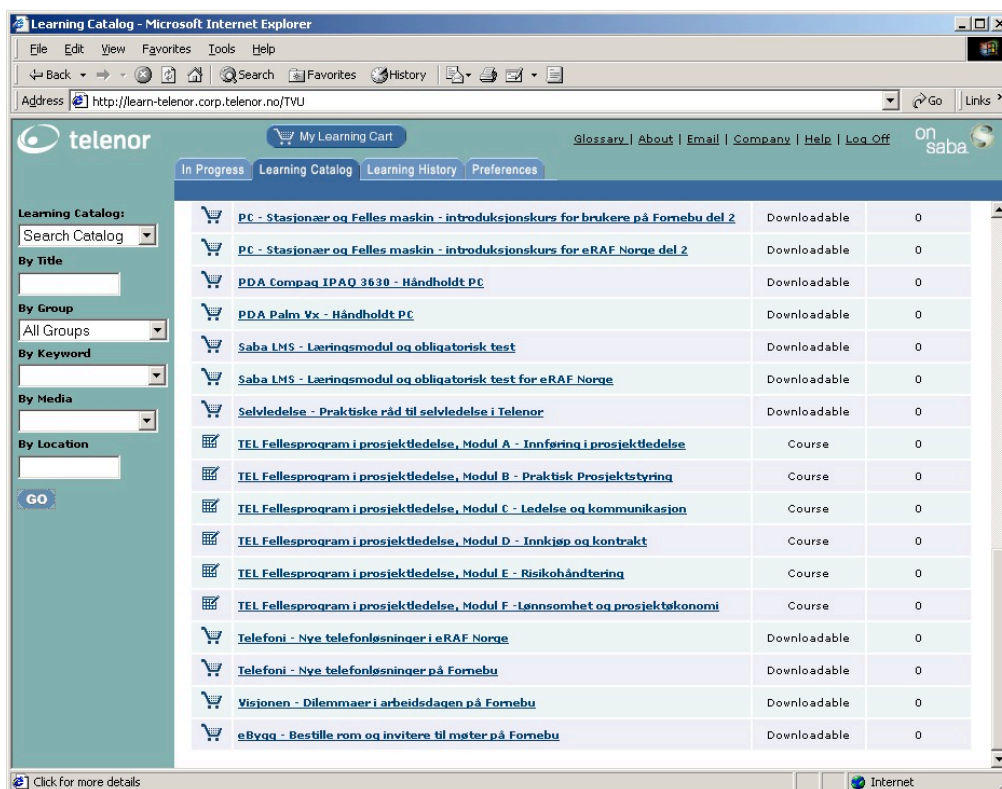 Learning Catalog - Microsoft Internet Explorer
File Edit View Favorites Tools Help
Back Search Favorites History
Address http://learn-telenor.corp.telenor.no/TVU Go Links
telenor My Learning Cart Glossary | About | Email | Company | Help | Log Off on saba
In Progress Learning Catalog Learning History Preferences
Learning Catalog:
Search Catalog
By Title
By Group
All Groups
By Keyword
By Media
By Location
GO
PC - Stasjonær og Felles maskin - introduksjonskurs for brukere på Fornebu del 2 Downloadable 0
PC - Stasjonær og Felles maskin - introduksjonskurs for eRAF Norge del 2 Downloadable 0
PDA Compaq IPAQ 3630 - Håndholdt PC Downloadable 0
PDA Palm Vx - Håndholdt PC Downloadable 0
Saba LMS - Læringsmodul og obligatorisk test Downloadable 0
Saba LMS - Læringsmodul og obligatorisk test for eRAF Norge Downloadable 0
Selvledelse - Praktiske råd til selvledelse i Telenor Downloadable 0
TEL Fellesprogram i prosjektledelse, Modul A - Innføring i prosjektledelse Course 0
TEL Fellesprogram i prosjektledelse, Modul B - Praktisk Prosjektstyring Course 0
TEL Fellesprogram i prosjektledelse, Modul C - Ledelse og kommunikasjon Course 0
TEL Fellesprogram i prosjektledelse, Modul D - Innkjøp og kontrakt Course 0
TEL Fellesprogram i prosjektledelse, Modul E - Risikohåndtering Course 0
TEL Fellesprogram i prosjektledelse, Modul F -Lønnsomhet og prosjektøkonomi Course 0
Telefoni - Nye telefonløsninger i eRAF Norge Downloadable 0
Telefoni - Nye telefonløsninger på Fornebu Downloadable 0
Visjonen - Dilemmaer i arbeidsdagen på Fornebu Downloadable 0
eBygg - Bestille rom og invitere til møter på Fornebu Downloadable 0
Click for more details Internet